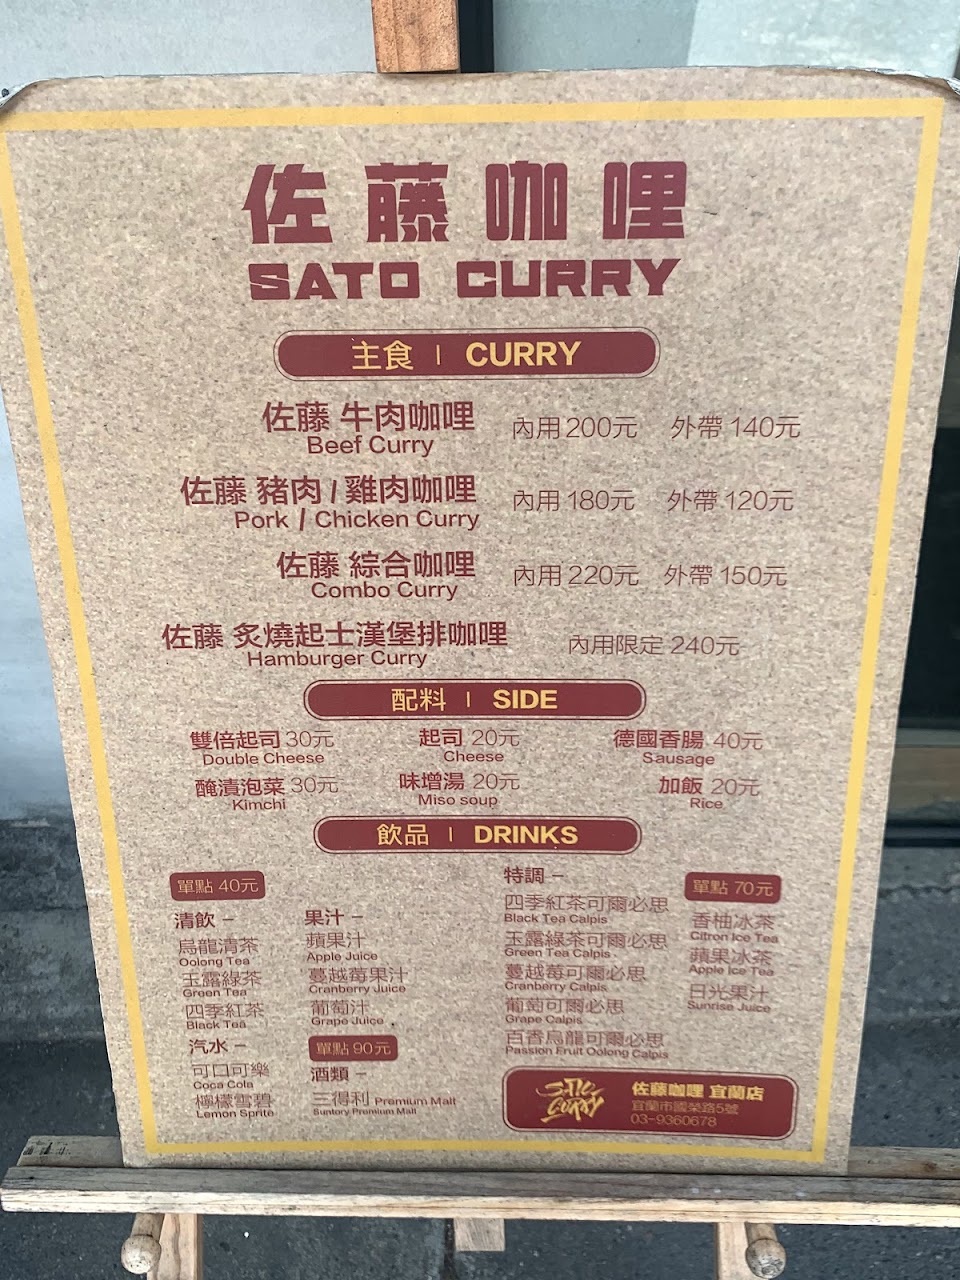 佐藤咖哩
SATO CURRY
主食 | CURRY
佐藤 牛肉咖哩 內用200元 外帶 140元
Beef Curry
佐藤 豬肉/雞肉咖哩 內用180元 外帶 120元
Pork / Chicken Curry
佐藤 綜合咖哩 內用220元 外帶 150元
Combo Curry
佐藤 炙燒起士漢堡排咖哩 內用限定 240元
Hamburger Curry
配料 | SIDE
雙倍起司 30元 起司 20元 德國香腸 40元
Double Cheese Cheese Sausage
醃漬泡菜 30元 味增湯 20元 加飯 20元
Kimchi Miso soup Rice
飲品 | DRINKS
單點 40元
清飲 -
烏龍清茶
Oolong Tea
玉露綠茶
Green Tea
四季紅茶
Black Tea
汽水 -
可口可樂
Coca Cola
檸檬雪碧
Lemon Sprite
果汁 -
蘋果汁
Apple Juice
蔓越莓果汁
Cranberry Juice
葡萄汁
Grape Juice
單點 90元
酒類 -
三得利 Premium Malt
Suntory Premium Malt
特調 -
四季紅茶可爾必思
Black Tea Calpis
玉露綠茶可爾必思
Green Tea Calpis
蔓越莓可爾必思
Cranberry Calpis
葡萄可爾必思
Grape Calpis
百香烏龍可爾必思
Passion Fruit Oolong Calpis
單點 70元
香柚冰茶
Citron Ice Tea
蘋果冰茶
Apple Ice Tea
日光果汁
Sunrise Juice
佐藤咖哩 宜蘭店
宜蘭市國榮路5號
03-9360678